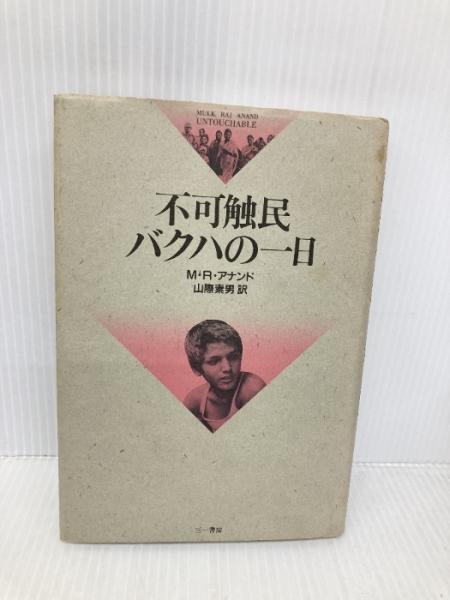 MULK RAJ ANAND
UNTOUCHABLE
不可触民
バクハの一日
M・R・アナンド
山際素男 訳
三一書房